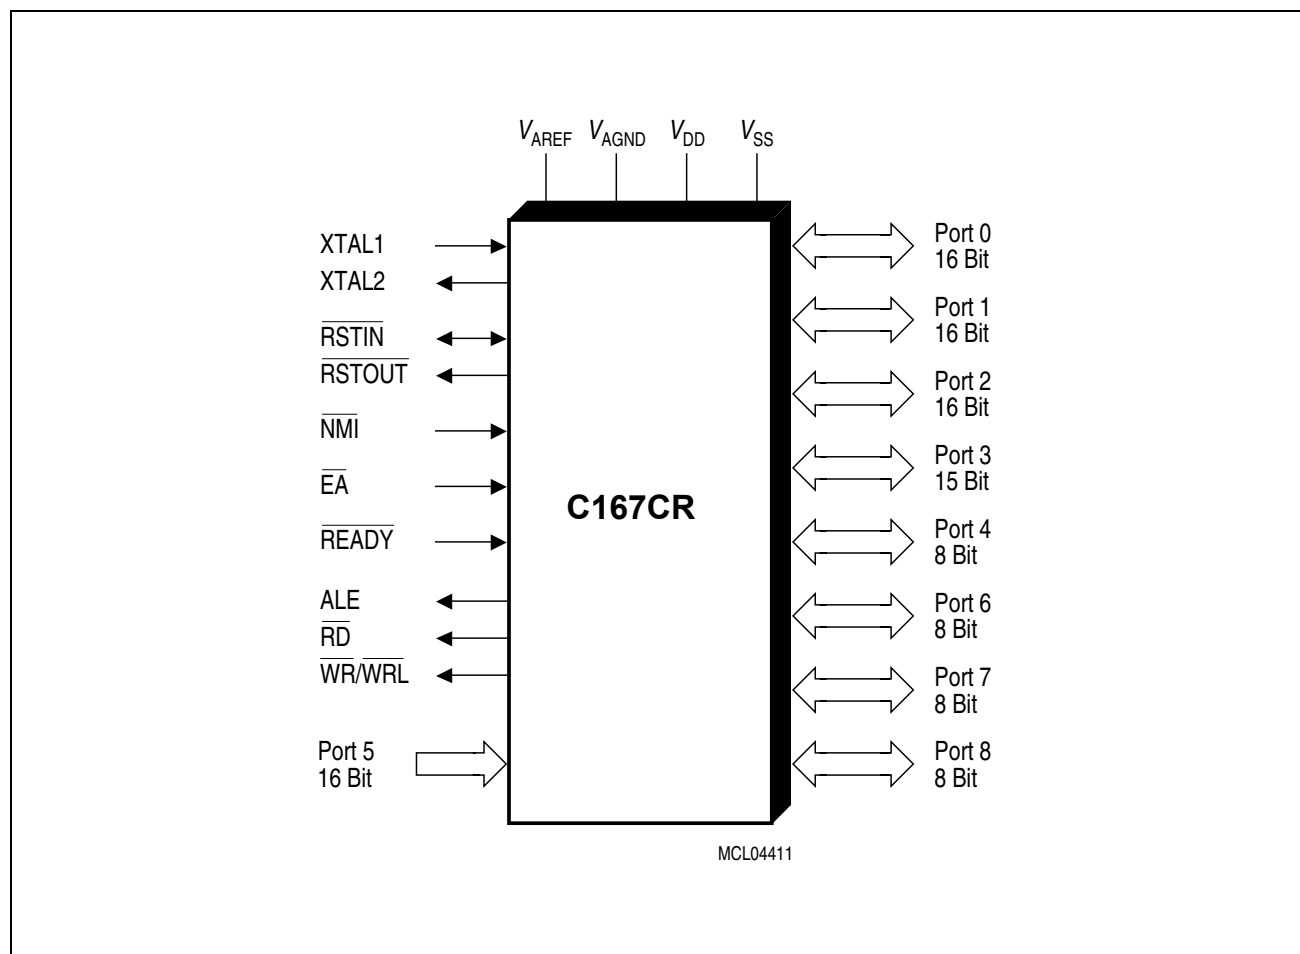 VAREF VAGND VDD VSS
XTAL1
XTAL2
RSTIN
RSTOUT
NMI
EA
READY
ALE
RD
WR/WRL
Port 5
16 Bit
C167CR
Port 0
16 Bit
Port 1
16 Bit
Port 2
16 Bit
Port 3
15 Bit
Port 4
8 Bit
Port 6
8 Bit
Port 7
8 Bit
Port 8
8 Bit
MCL04411